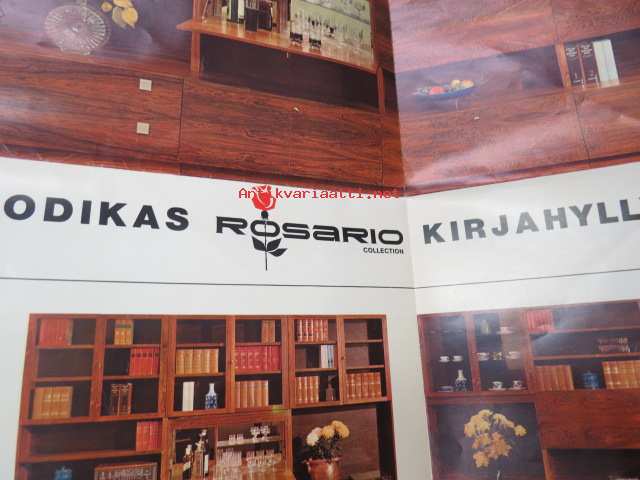 Antikvariaatti.Net
ODIKAS ROSARIO KIRJAHYLL
COLLECTION